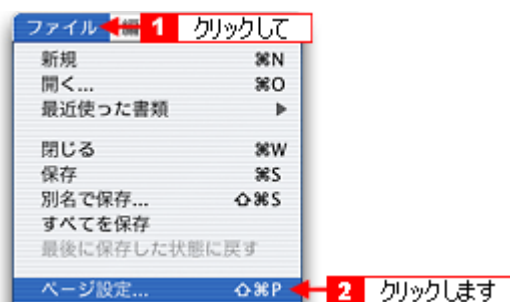 ファイル 1 クリックして
新規 ⌘N
開く... ⌘O
最近使った書類 ▶
閉じる ⌘W
保存 ⌘S
別名で保存... ⇧⌘S
すべてを保存
最後に保存した状態に戻す
ページ設定... ⇧⌘P 2 クリックします